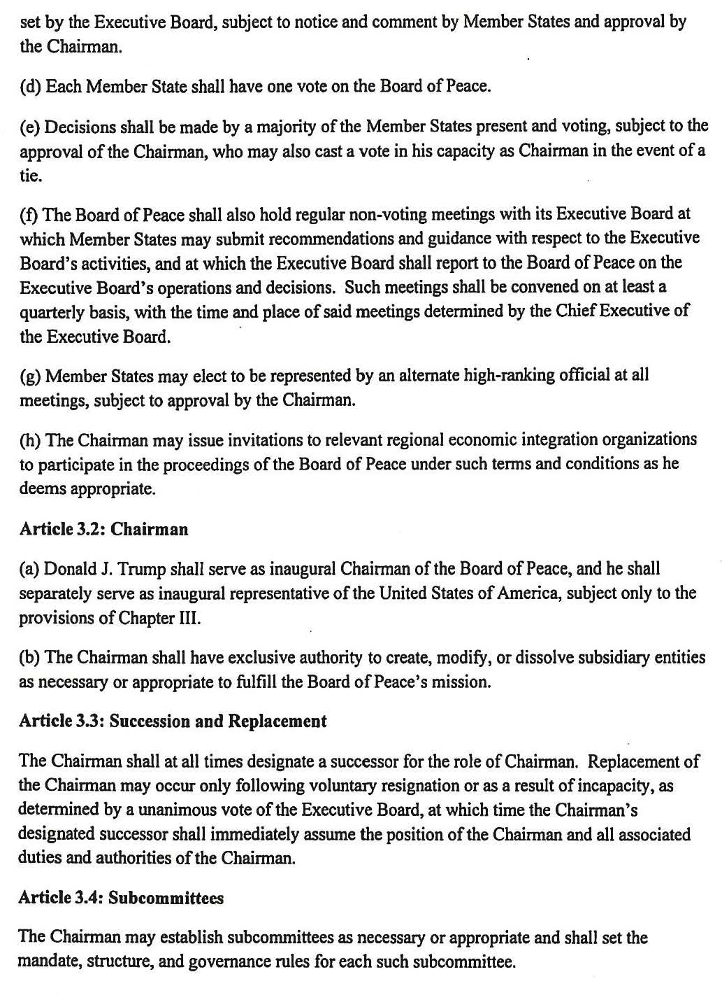 set by the Executive Board, subject to notice and comment by Member States and approval by
the Chairman.
(d) Each Member State shall have one vote on the Board of Peace.
(e) Decisions shall be made by a majority of the Member States present and voting, subject to the
approval of the Chairman, who may also cast a vote in his capacity as Chairman in the event of a
tie.
(f) The Board of Peace shall also hold regular non-voting meetings with its Executive Board at
which Member States may submit recommendations and guidance with respect to the Executive
Board's activities, and at which the Executive Board shall report to the Board of Peace on the
Executive Board's operations and decisions.  Such meetings shall be convened on at least a
quarterly basis, with the time and place of said meetings determined by the Chief Executive of
the Executive Board.
(g) Member States may elect to be represented by an alternate high-ranking official at all
meetings, subject to approval by the Chairman.
(h) The Chairman may issue invitations to relevant regional economic integration organizations
to participate in the proceedings of the Board of Peace under such terms and conditions as he
deems appropriate.
Article 3.2: Chairman
(a) Donald J. Trump shall serve as inaugural Chairman of the Board of Peace, and he shall
separately serve as inaugural representative of the United States of America, subject only to the
provisions of Chapter III.
(b) The Chairman shall have exclusive authority to create, modify, or dissolve subsidiary entities
as necessary or appropriate to fulfill the Board of Peace's mission.
Article 3.3: Succession and Replacement
The Chairman shall at all times designate a successor for the role of Chairman.  Replacement of
the Chairman may occur only following voluntary resignation or as a result of incapacity, as
determined by a unanimous vote of the Executive Board, at which time the Chairman's
designated successor shall immediately assume the position of the Chairman and all associated
duties and authorities of the Chairman.
Article 3.4: Subcommittees
The Chairman may establish subcommittees as necessary or appropriate and shall set the
mandate, structure, and governance rules for each such subcommittee.